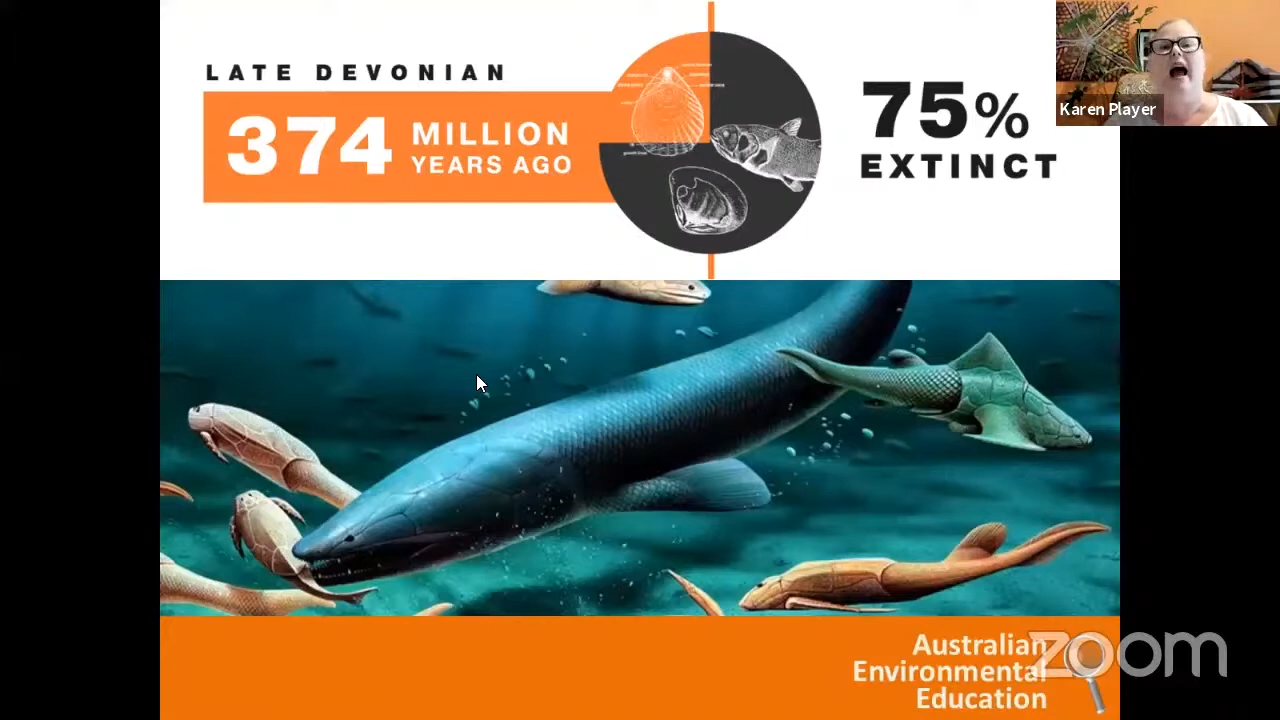 LATE DEVONIAN
374 MILLION
YEARS AGO
75%
EXTINCT
Karen Player
Australian
Environmental
Education
zoom